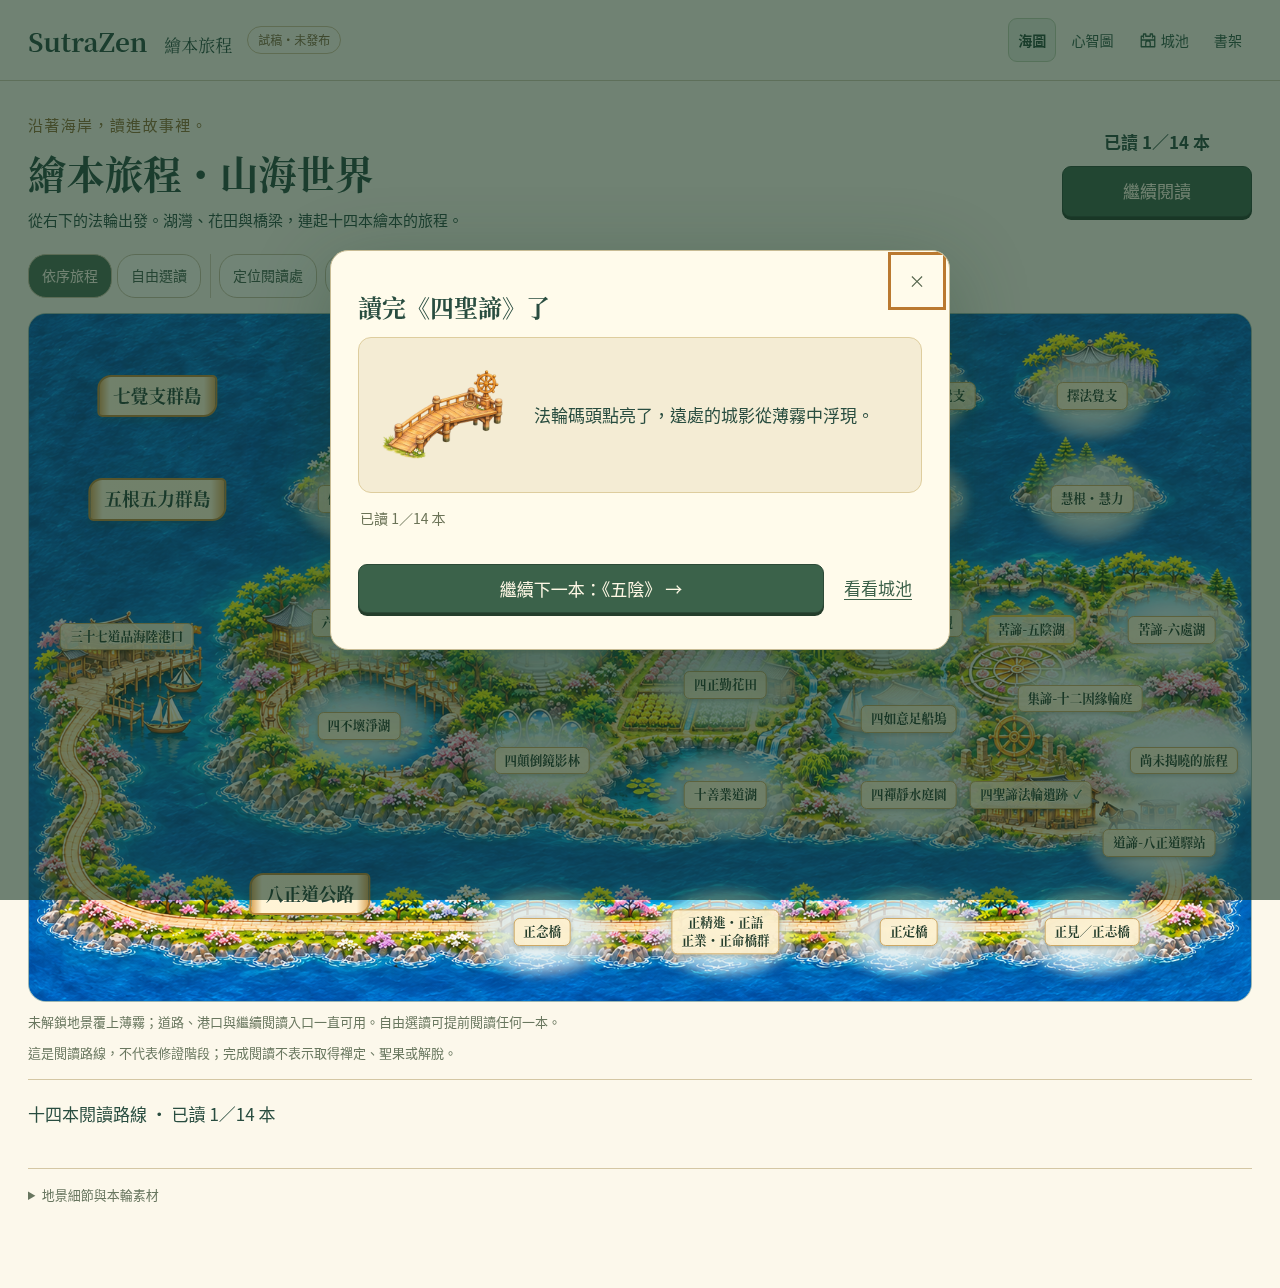 SutraZen 繪本旅程 試稿・未發布
海圖 心智圖 城池 書架
沿著海岸，讀進故事裡。
繪本旅程・山海世界
從右下的法輪出發。湖灣、花田與橋梁，連起十四本繪本的旅程。
已讀 1／14 本
繼續閱讀
依序旅程 自由選讀 定位閱讀處
讀完《四聖諦》了
×
法輪碼頭點亮了，遠處的城影從薄霧中浮現。
已讀 1／14 本
繼續下一本：《五陰》 →
看看城池
七覺支群島
擇法覺支
五根五力群島
慧根・慧力
三十七道品海陸港口
苦諦-五陰湖
苦諦-六處湖
四正勤花田
集諦-十二因緣輪庭
四不壞淨湖
四如意足船塢
四顛倒鏡影林
尚未揭曉的旅程
十善業道湖
四禪靜水庭園
四聖諦法輪遺跡 ✓
道諦-八正道驛站
八正道公路
正念橋
正精進・正語
正業・正命橋群
正定橋
正見／正志橋
未解鎖地景覆上薄霧；道路、港口與繼續閱讀入口一直可用。自由選讀可提前閱讀任何一本。
這是閱讀路線，不代表修證階段；完成閱讀不表示取得禪定、聖果或解脫。
十四本閱讀路線 ・ 已讀 1／14 本
▶ 地景細節與本輪素材